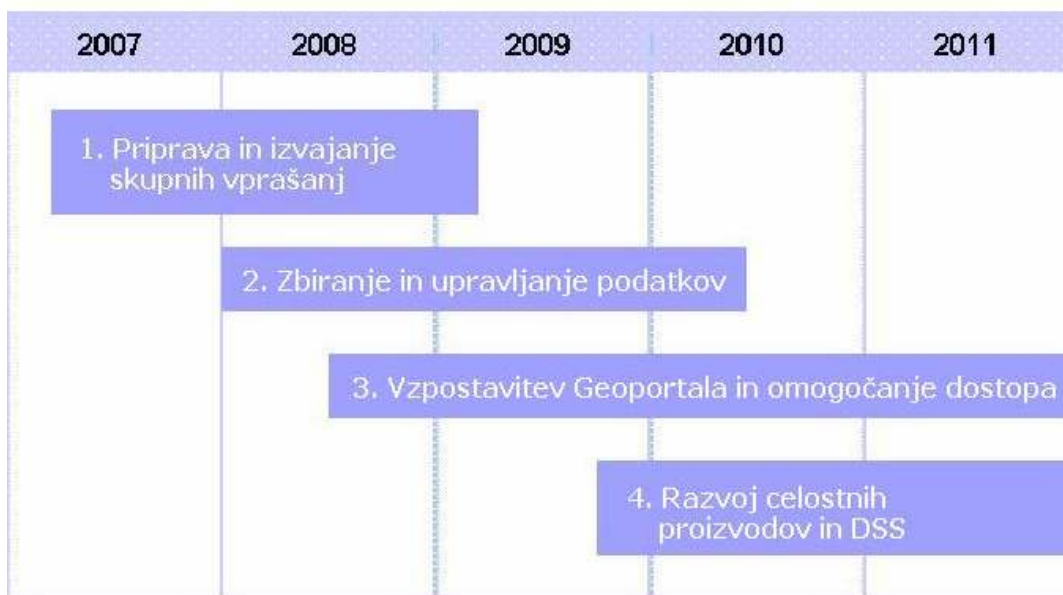 2007 2008 2009 2010 2011
1. Priprava in izvajanje
skupnih vprašanj
2. Zbiranje in upravljanje podatkov
3. Vzpostavitev Geoportala in omogočanje dostopa
4. Razvoj celostnih
proizvodov in DSS